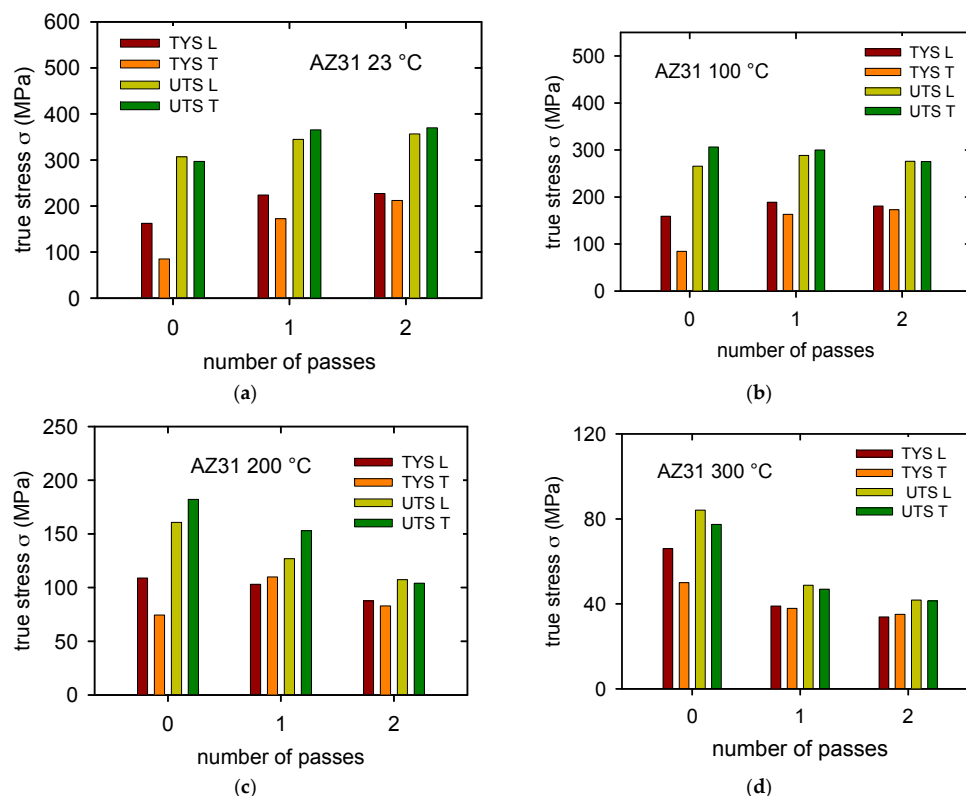 600
500
400
300
200
100
0
true stress σ (MPa)
TYS L
TYS T
UTS L
UTS T
AZ31 23 °C
0 1 2
number of passes
(a)
500
400
300
200
100
0
true stress σ (MPa)
AZ31 100 °C
TYS L
TYS T
UTS L
UTS T
0 1 2
number of passes
(b)
250
200
150
100
50
0
true stress σ (MPa)
AZ31 200 °C
TYS L
TYS T
UTS L
UTS T
0 1 2
number of passes
(c)
120
80
40
0
true stress σ (MPa)
AZ31 300 °C
TYS L
TYS T
UTS L
UTS T
0 1 2
number of passes
(d)